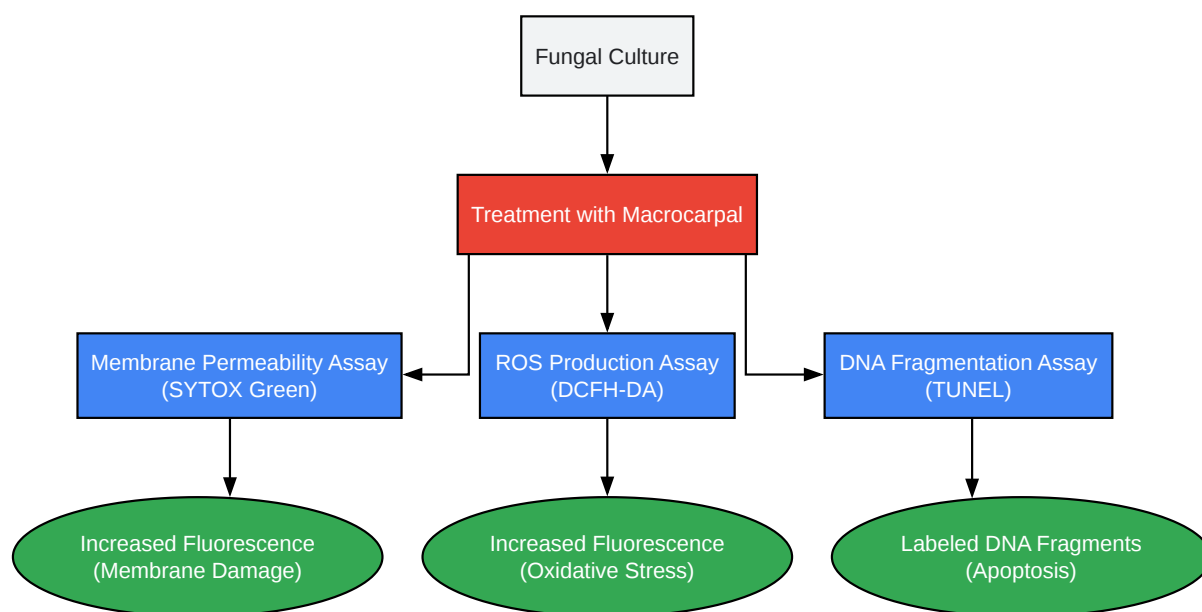 Fungal Culture
Treatment with Macrocarpal
Membrane Permeability Assay
(SYTOX Green)
ROS Production Assay
(DCFH-DA)
DNA Fragmentation Assay
(TUNEL)
Increased Fluorescence
(Membrane Damage)
Increased Fluorescence
(Oxidative Stress)
Labeled DNA Fragments
(Apoptosis)